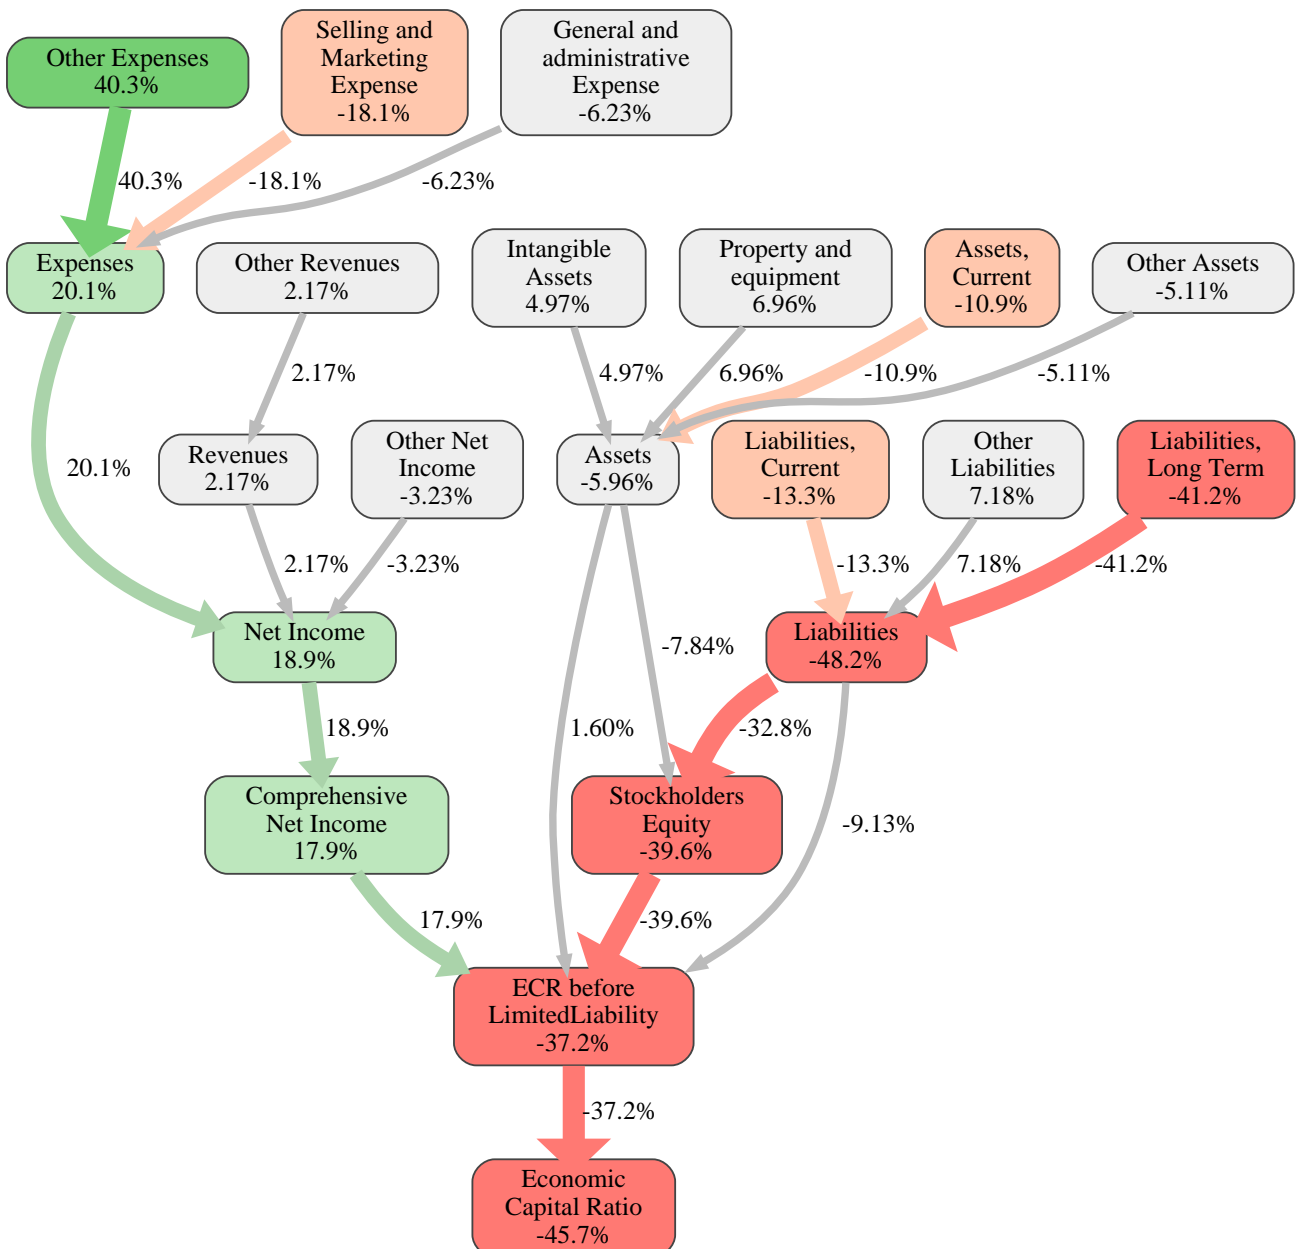 Other Expenses
40.3%
Selling and
Marketing
Expense
-18.1%
General and
administrative
Expense
-6.23%
40.3%
-18.1%
-6.23%
Expenses
20.1%
Other Revenues
2.17%
Intangible
Assets
4.97%
Property and
equipment
6.96%
Assets,
Current
-10.9%
Other Assets
-5.11%
2.17%
4.97%
6.96%
-10.9%
-5.11%
20.1%
Revenues
2.17%
Other Net
Income
-3.23%
Assets
-5.96%
Liabilities,
Current
-13.3%
Other
Liabilities
7.18%
Liabilities,
Long Term
-41.2%
2.17%
-3.23%
-13.3%
7.18%
-41.2%
Net Income
18.9%
-7.84%
Liabilities
-48.2%
18.9%
1.60%
-32.8%
Comprehensive
Net Income
17.9%
Stockholders
Equity
-39.6%
-9.13%
17.9%
-39.6%
ECR before
LimitedLiability
-37.2%
-37.2%
Economic
Capital Ratio
-45.7%